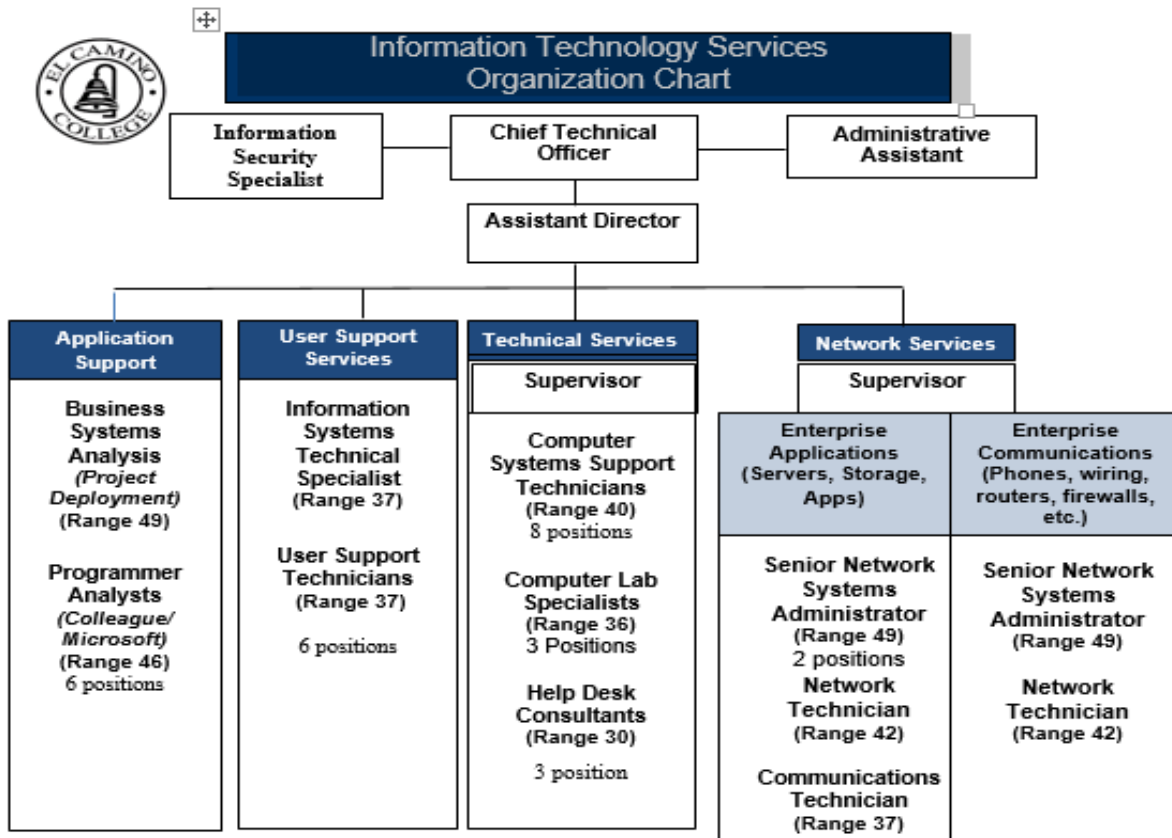 EL CAMINO
COLLEGE
Information Technology Services
Organization Chart
Information
Security
Specialist
Chief Technical
Officer
Administrative
Assistant
Assistant Director
Application
Support
Business
Systems
Analysis
(Project
Deployment)
(Range 49)
Programmer
Analysts
(Colleague/
Microsoft)
(Range 46)
6 positions
User Support
Services
Information
Systems
Technical
Specialist
(Range 37)
User Support
Technicians
(Range 37)
6 positions
Technical Services
Supervisor
Computer
Systems Support
Technicians
(Range 40)
8 positions
Computer Lab
Specialists
(Range 36)
3 Positions
Help Desk
Consultants
(Range 30)
3 position
Network Services
Supervisor
Enterprise
Applications
(Servers, Storage,
Apps)
Senior Network
Systems
Administrator
(Range 49)
2 positions
Network
Technician
(Range 42)
Communications
Technician
(Range 37)
Enterprise
Communications
(Phones, wiring,
routers, firewalls,
etc.)
Senior Network
Systems
Administrator
(Range 49)
Network
Technician
(Range 42)